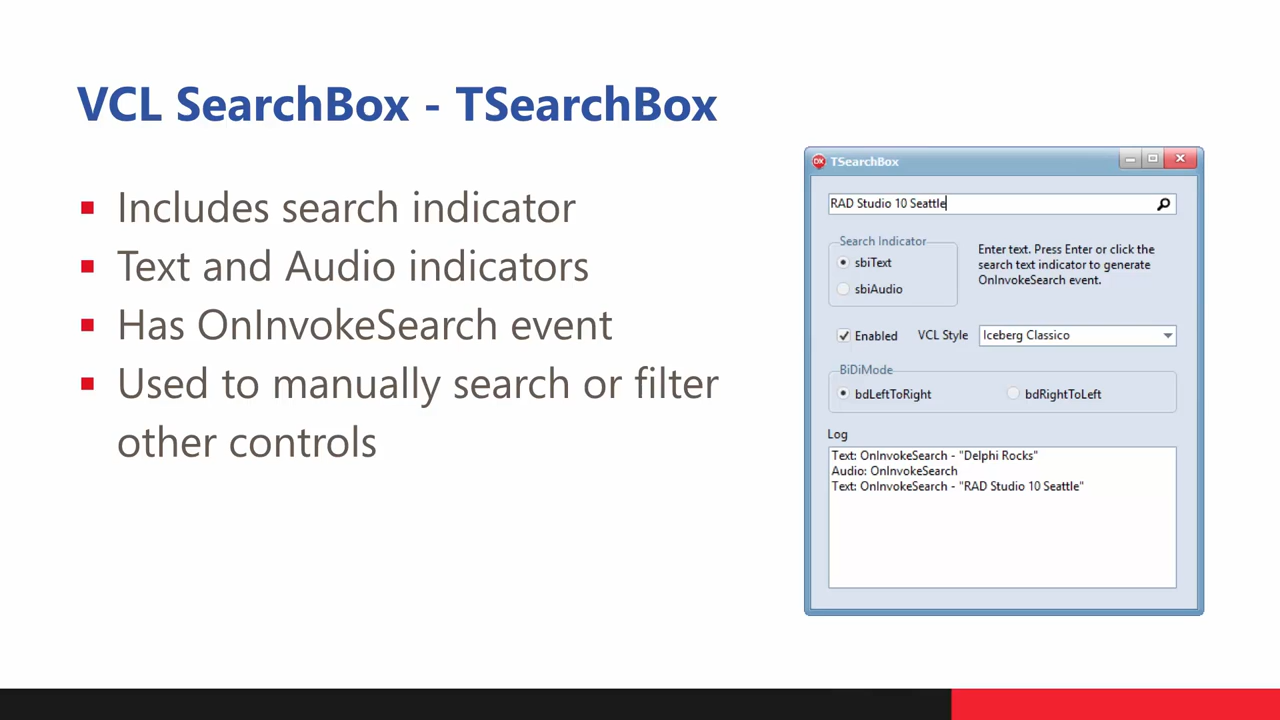 VCL SearchBox - TSearchBox
Includes search indicator
Text and Audio indicators
Has OnInvokeSearch event
Used to manually search or filter
other controls
DX TSearchBox
RAD Studio 10 Seattle
Search Indicator
sbiText
sbiAudio
Enter text. Press Enter or click the
search text indicator to generate
OnInvokeSearch event.
Enabled
VCL Style
Iceberg Classico
BiDiMode
bdLeftToRight
bdRightToLeft
Log
Text: OnInvokeSearch - "Delphi Rocks"
Audio: OnInvokeSearch
Text: OnInvokeSearch - "RAD Studio 10 Seattle"